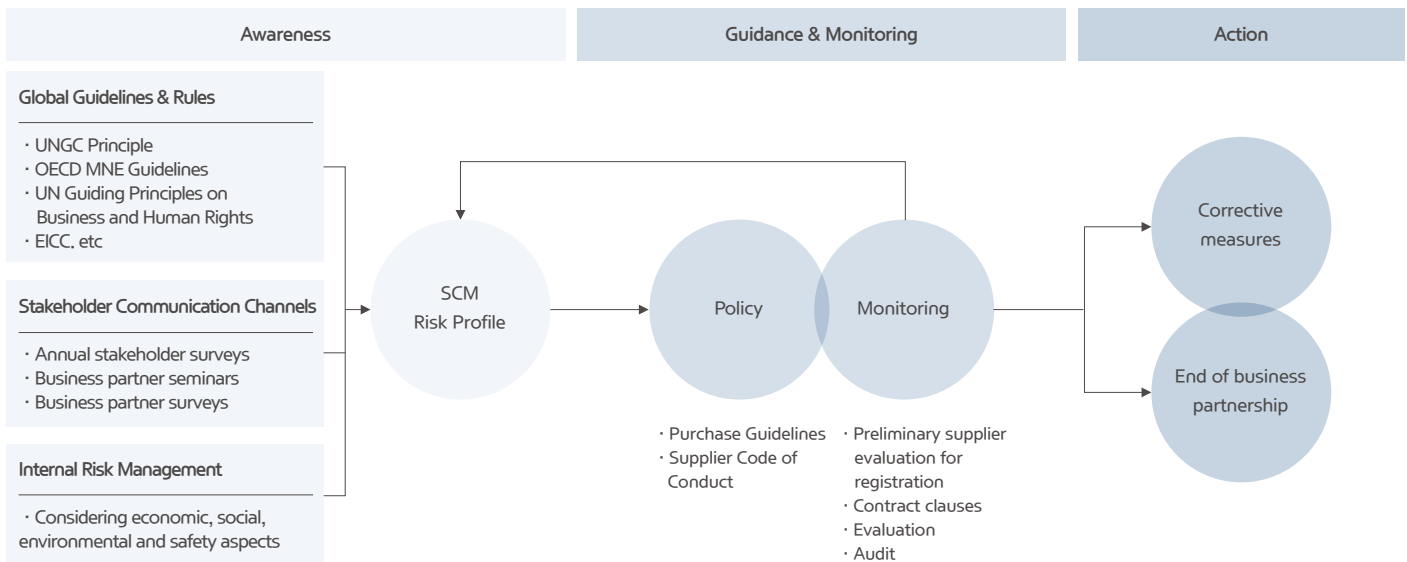 Awareness
Guidance & Monitoring
Action
Global Guidelines & Rules
· UNGC Principle
· OECD MNE Guidelines
· UN Guiding Principles on
Business and Human Rights
· EICC, etc
Stakeholder Communication Channels
· Annual stakeholder surveys
· Business partner seminars
· Business partner surveys
Internal Risk Management
· Considering economic, social,
environmental and safety aspects
SCM
Risk Profile
Policy
Monitoring
· Purchase Guidelines
· Supplier Code of
Conduct
· Preliminary supplier
evaluation for
registration
· Contract clauses
· Evaluation
· Audit
Corrective
measures
End of business
partnership